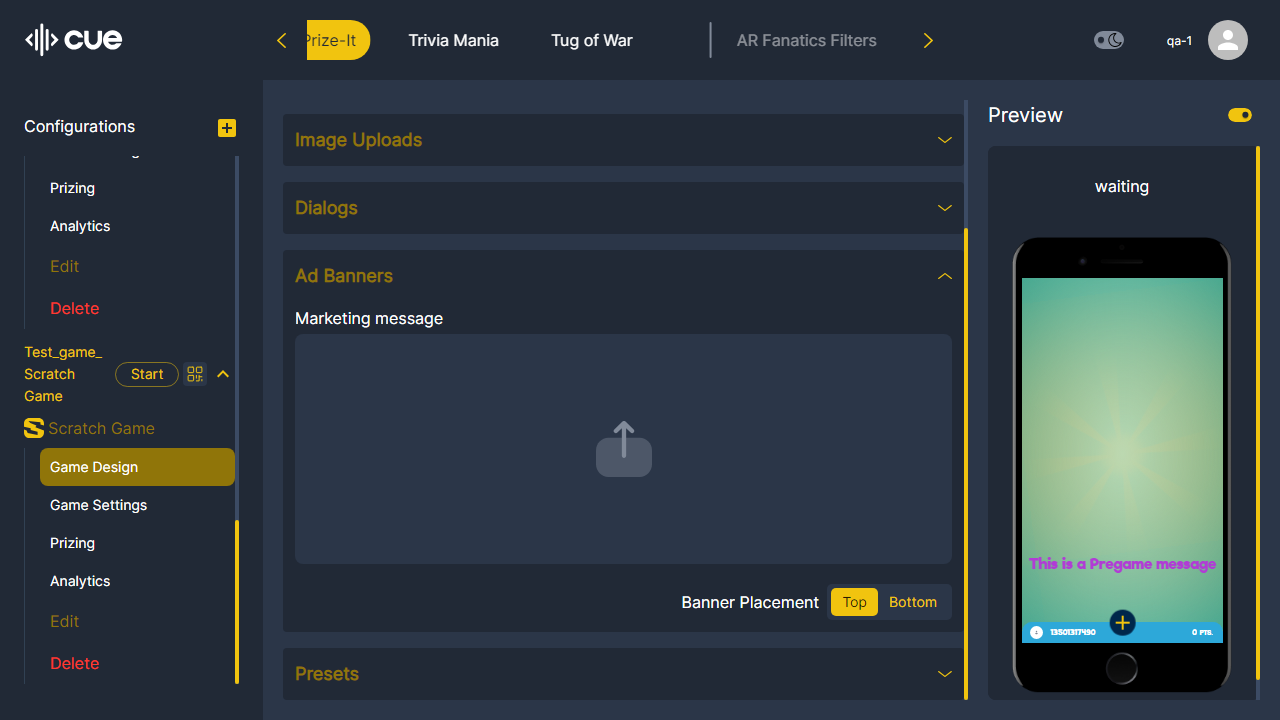 cue
Prize-It
Trivia Mania
Tug of War
AR Fanatics Filters
qa-1
Configurations
Prizing
Analytics
Edit
Delete
Test_game_
Scratch
Game
Start
Scratch Game
Game Design
Game Settings
Prizing
Analytics
Edit
Delete
Image Uploads
Dialogs
Ad Banners
Marketing message
Banner Placement
Top
Bottom
Presets
Preview
waiting
This is a Pregame message
13501317490
0 PTS.